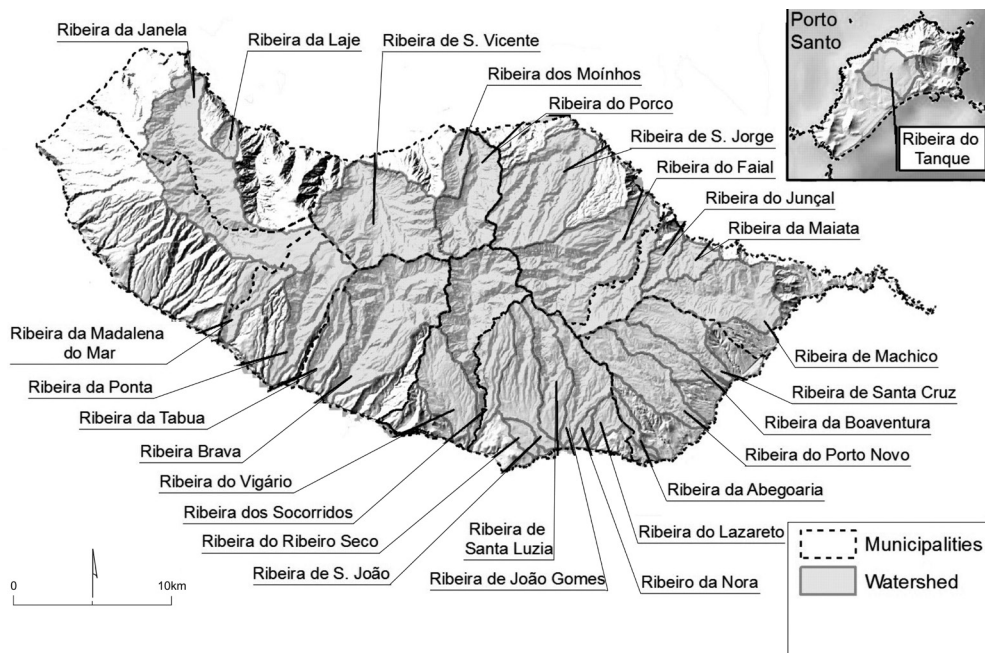 Porto
Santo
Ribeira do
Tanque
Ribeira da Janela
Ribeira da Laje
Ribeira de S. Vicente
Ribeira dos Moínhos
Ribeira do Porco
Ribeira de S. Jorge
Ribeira do Faial
Ribeira do Junçal
Ribeira da Maiata
Ribeira da Madalena
do Mar
Ribeira da Ponta
Ribeira da Tabua
Ribeira Brava
Ribeira do Vigário
Ribeira dos Socorridos
Ribeira do Ribeiro Seco
Ribeira de S. João
Ribeira de
Santa Luzia
Ribeira de João Gomes
Ribeiro da Nora
Ribeira do Lazareto
Ribeira da Abegoaria
Ribeira do Porto Novo
Ribeira da Boaventura
Ribeira de Santa Cruz
Ribeira de Machico
0 10km
Municipalities
Watershed